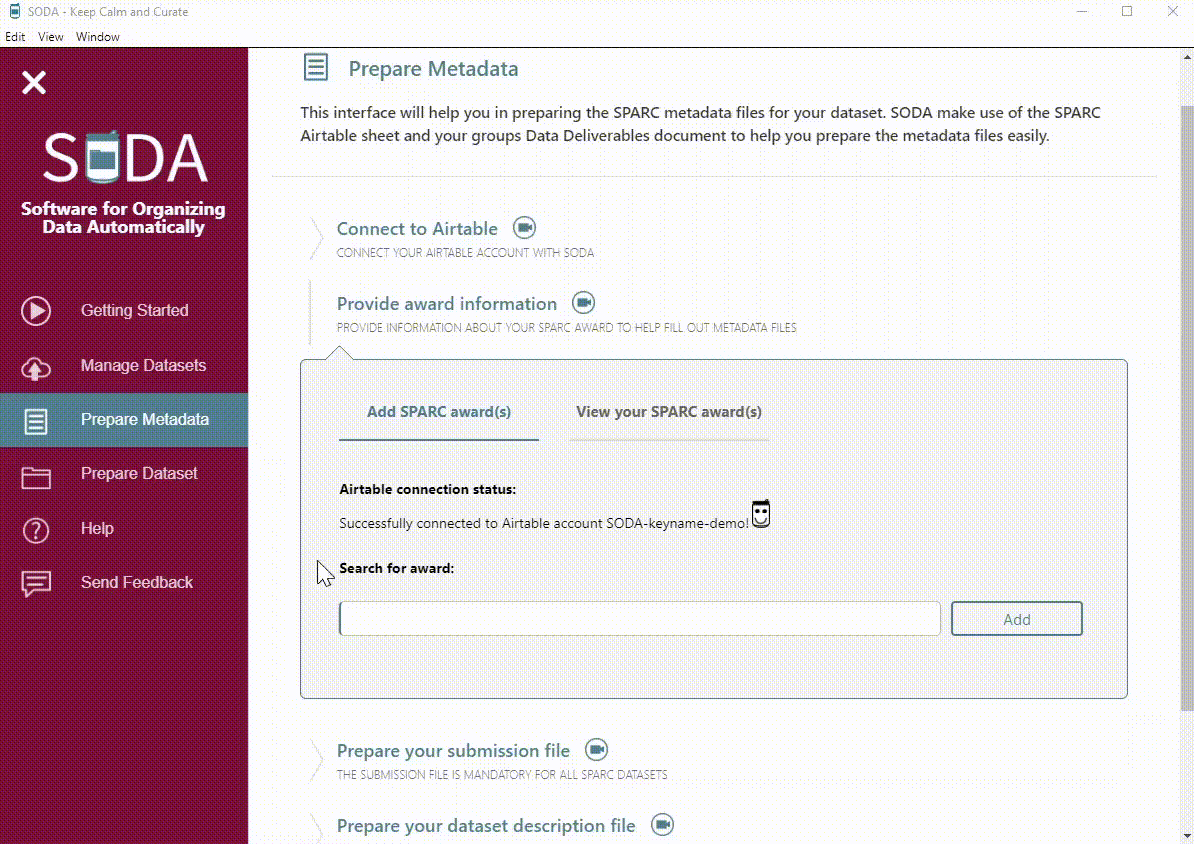 SODA - Keep Calm and Curate
Edit View Window
SODA
Software for Organizing
Data Automatically
Getting Started
Manage Datasets
Prepare Metadata
Prepare Dataset
Help
Send Feedback
Prepare Metadata
This interface will help you in preparing the SPARC metadata files for your dataset. SODA make use of the SPARC
Airtable sheet and your groups Data Deliverables document to help you prepare the metadata files easily.
Connect to Airtable
CONNECT YOUR AIRTABLE ACCOUNT WITH SODA
Provide award information
PROVIDE INFORMATION ABOUT YOUR SPARC AWARD TO HELP FILL OUT METADATA FILES
Add SPARC award(s) View your SPARC award(s)
Airtable connection status:
Successfully connected to Airtable account SODA-keyname-demo!
Search for award:
Add
Prepare your submission file
THE SUBMISSION FILE IS MANDATORY FOR ALL SPARC DATASETS
Prepare your dataset description file